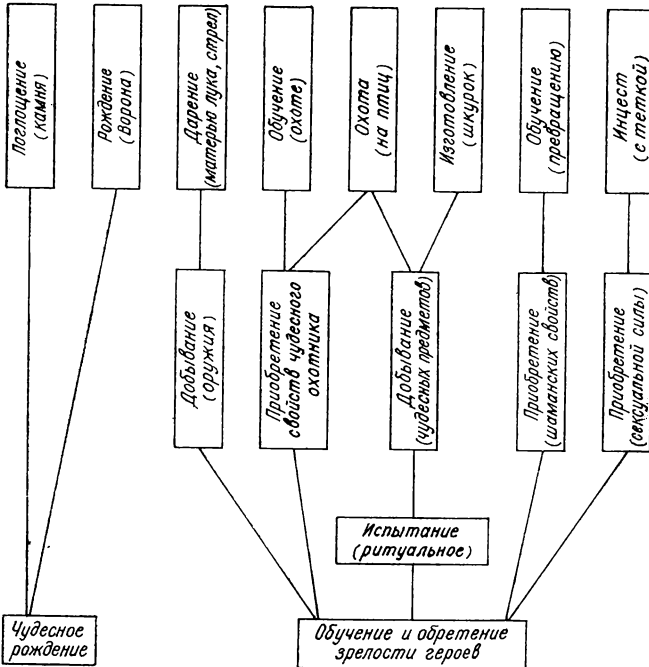 Поглощение
(камня)
Рождение
(Ворона)
Дарение
(матерью лука, стрел)
Обучение
(охоте)
Охота
(на птиц)
Изготовление
(шкурок)
Обучение
(превращению)
Инцест
(с теткой)
Добывание
(оружия)
Приобретение
свойств чудесного
охотника
Добывание
(чудесных предметов)
Приобретение
(шаманских свойств)
Приобретение
(сексуальной силы)
Испытание
(ритуальное)
Чудесное
рождение
Обучение и обретение
зрелости героев